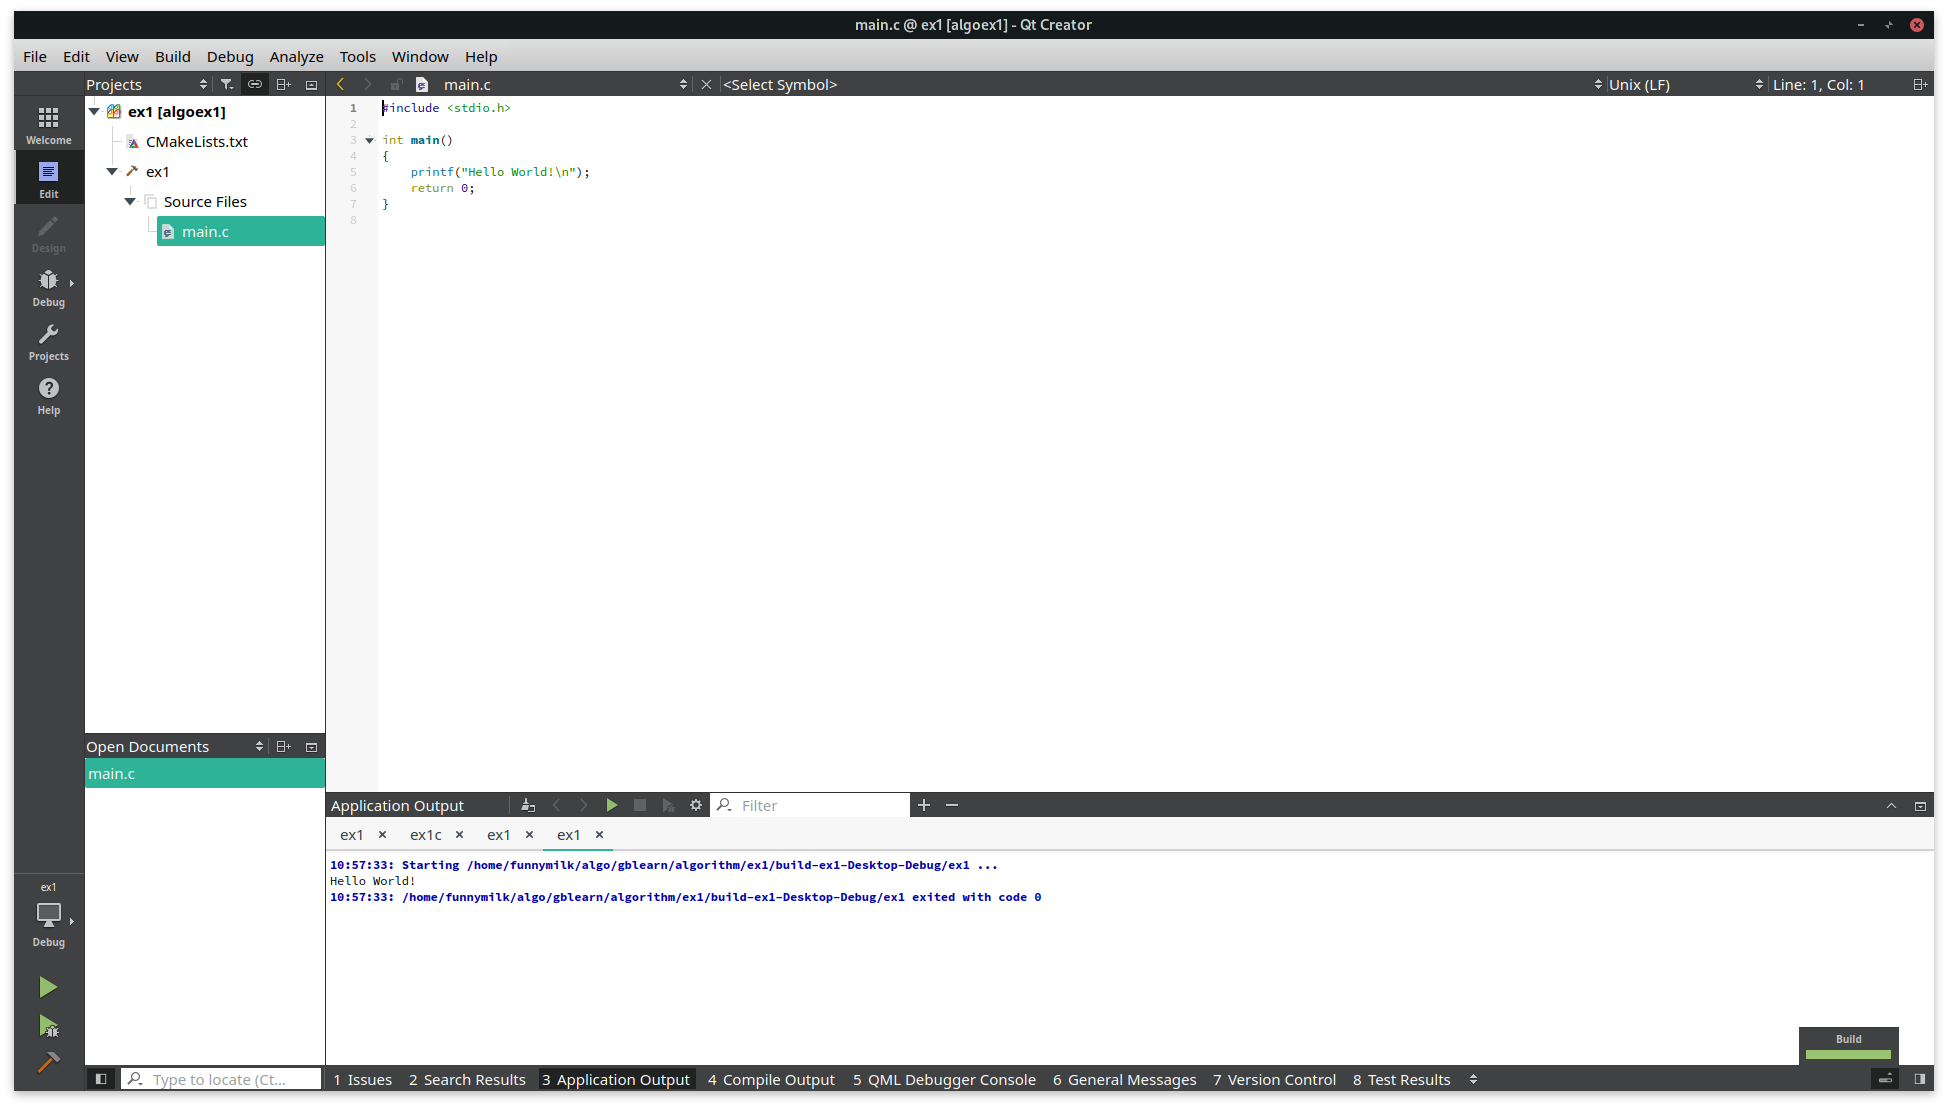 main.c @ ex1 [algoex1] - Qt Creator
File Edit View Build Debug Analyze Tools Window Help
Projects
main.c
<Select Symbol>
Unix (LF)
Line: 1, Col: 1
Welcome
Edit
Design
Debug
Projects
Help
ex1 [algoex1]
CMakeLists.txt
ex1
Source Files
main.c
1 #include <stdio.h>
2
3 int main()
4 {
5     printf("Hello World!\n");
6     return 0;
7 }
8
Open Documents
main.c
Application Output
Filter
ex1 ex1c ex1 ex1
10:57:33: Starting /home/funnymilk/algo/gblearn/algorithm/ex1/build-ex1-Desktop-Debug/ex1 ...
Hello World!
10:57:33: /home/funnymilk/algo/gblearn/algorithm/ex1/build-ex1-Desktop-Debug/ex1 exited with code 0
ex1
Debug
Build
Type to locate (Ct...
1 Issues 2 Search Results 3 Application Output 4 Compile Output 5 QML Debugger Console 6 General Messages 7 Version Control 8 Test Results